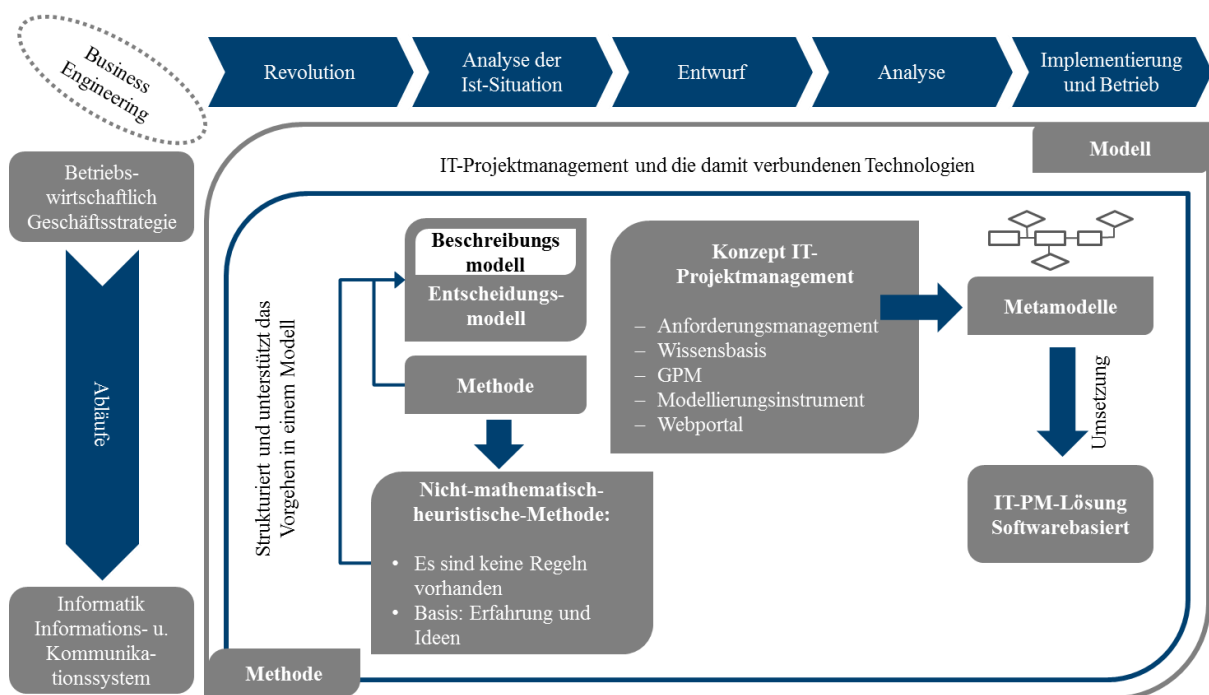 Business
Engineering
Revolution
Analyse der
Ist-Situation
Entwurf
Analyse
Implementierung
und Betrieb
Betriebs-
wirtschaftlich
Geschäftsstrategie
Abläufe
Informatik
Informations- u.
Kommunika-
tionssystem
Modell
IT-Projektmanagement und die damit verbundenen Technologien
Strukturiert und unterstützt das
Vorgehen in einem Modell
Beschreibungs
modell
Entscheidungs-
modell
Methode
Nicht-mathematisch-
heuristische-Methode:
• Es sind keine Regeln
vorhanden
• Basis: Erfahrung und
Ideen
Konzept IT-
Projektmanagement
– Anforderungsmanagement
– Wissensbasis
– GPM
– Modellierungsinstrument
– Webportal
Metamodelle
Umsetzung
IT-PM-Lösung
Softwarebasiert
Methode